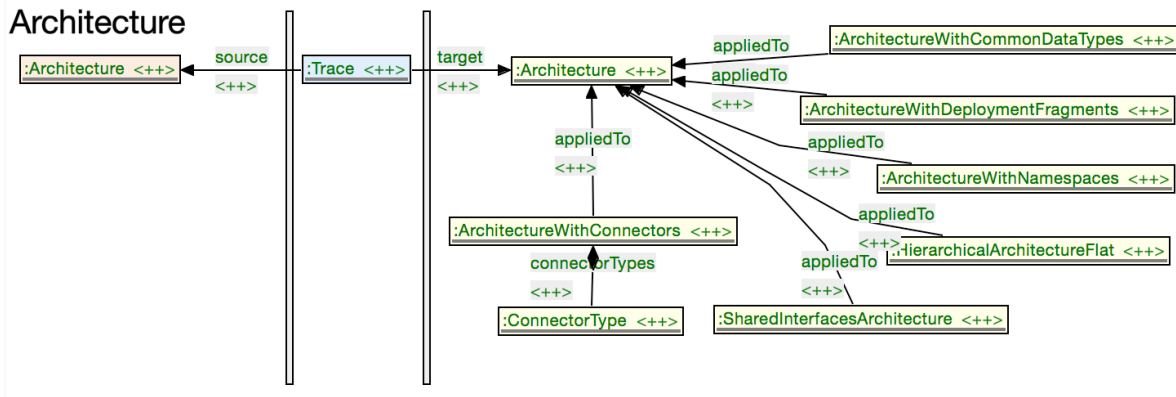 Architecture
:Architecture <++>
source
<++>
:Trace <++>
target
<++>
:Architecture <++>
appliedTo
:ArchitectureWithCommonDataTypes <++>
appliedTo
<++>
:ArchitectureWithDeploymentFragments <++>
appliedTo
<++>
appliedTo
<++>
:ArchitectureWithNamespaces <++>
:ArchitectureWithConnectors <++>
appliedTo
<++>
:HierarchicalArchitectureFlat <++>
connectorTypes
<++>
appliedTo
<++>
:ConnectorType <++>
:SharedInterfacesArchitecture <++>